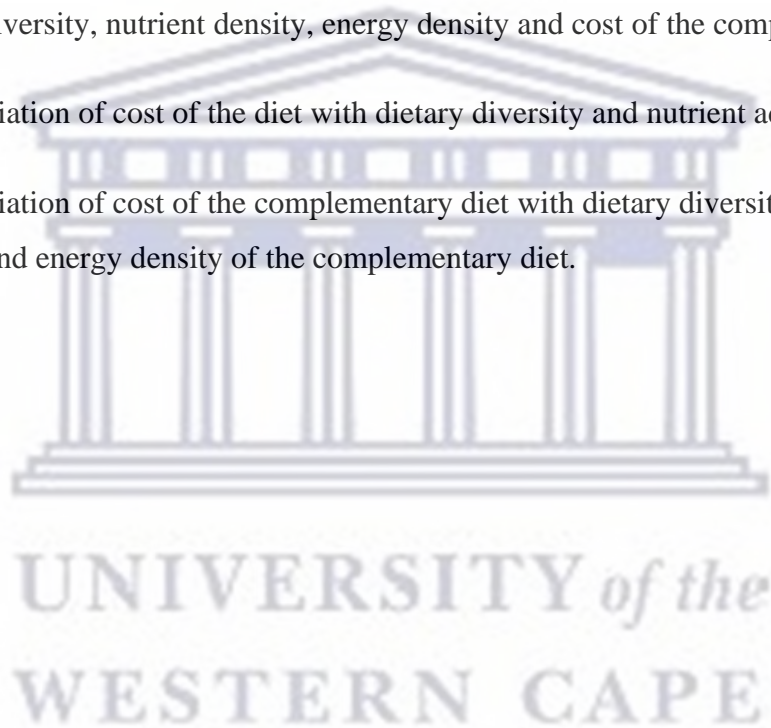 iversity, nutrient density, energy density and cost of the comp
iation of cost of the diet with dietary diversity and nutrient ad
iation of cost of the complementary diet with dietary diversit
nd energy density of the complementary diet.
UNIVERSITY of the
WESTERN CAPE